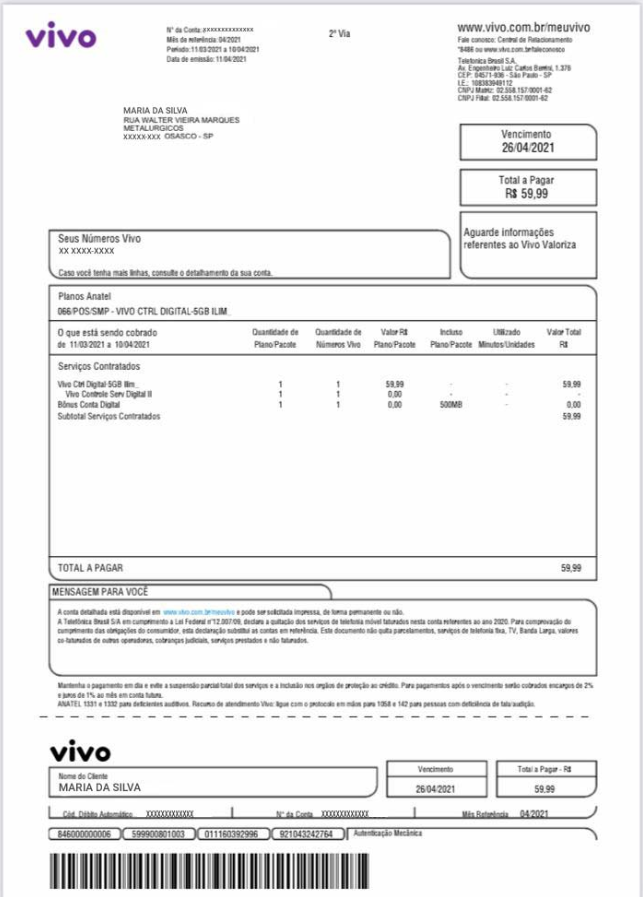 vivo
Nº da Conta: xxxxxxxxxxxxxx
Mês de referência: 04/2021
Período: 11/03/2021 a 10/04/2021
Data de emissão: 11/04/2021
2ª Via
www.vivo.com.br/meuvivo
Fale conosco: Central de Relacionamento
*8486 ou www.vivo.com.br/faleconosco
Telefonica Brasil S.A.
Av. Engenheiro Luiz Carlos Berrini, 1.376
CEP: 04571-936 - São Paulo - SP
I.E.: 108383949112
CNPJ Matriz: 02.558.157/0001-62
CNPJ Filial: 02.558.157/0001-62
MARIA DA SILVA
RUA WALTER VIEIRA MARQUES
METALURGICOS
XXXXX-XXX OSASCO - SP
Vencimento
26/04/2021
Total a Pagar
R$ 59,99
Aguarde informações
referentes ao Vivo Valoriza
Seus Números Vivo
XX XXXX-XXXX
Caso você tenha mais linhas, consulte o detalhamento da sua conta.
Planos Anatel
066/POS/SMP - VIVO CTRL DIGITAL-5GB ILIM_
O que está sendo cobrado
de 11/03/2021 a 10/04/2021
Quantidade de Plano/Pacote
Quantidade de Números Vivo
Valor R$ Plano/Pacote
Incluso Plano/Pacote
Utilizado Minutos/Unidades
Valor Total R$
Serviços Contratados
Vivo Ctrl Digital-5GB Ilim_ 1 1 59,99 - - 59,99
Vivo Controle Serv Digital II 1 1 0,00 - - -
Bônus Conta Digital 1 1 0,00 500MB - 0,00
Subtotal Serviços Contratados 59,99
TOTAL A PAGAR 59,99
MENSAGEM PARA VOCÊ
A conta detalhada está disponível em www.vivo.com.br/meuvivo e pode ser solicitada impressa, de forma permanente ou não.
A Telefônica Brasil S/A em cumprimento a Lei Federal nº12.007/09, declara a quitação dos serviços de telefonia móvel faturados nesta conta referentes ao ano 2020. Para comprovação do
cumprimento das obrigações do consumidor, esta declaração substitui as contas em referência. Este documento não quita parcelamentos, serviços de telefonia fixa, TV, Banda Larga, valores
co-faturados de outras operadoras, cobranças judiciais, serviços prestados e não faturados.
Mantenha o pagamento em dia e evite a suspensão parcial/total dos serviços e a inclusão nos orgãos de proteção ao crédito. Para pagamentos após o vencimento serão cobrados encargos de 2%
e juros de 1% ao mês em conta futura.
ANATEL 1331 e 1332 para deficientes auditivos. Recurso de atendimento Vivo: ligue com o protocolo em mãos para 1058 e 142 para pessoas com deficiência de fala/audição.
vivo
Nome do Cliente
MARIA DA SILVA
Vencimento
26/04/2021
Total a Pagar - R$
59,99
Cód. Débito Automático XXXXXXXXXXXX
Nº da Conta XXXXXXXXXXXX
Mês Referência 04/2021
846000000006 599900801003 011160392996 921043242764 Autenticação Mecânica